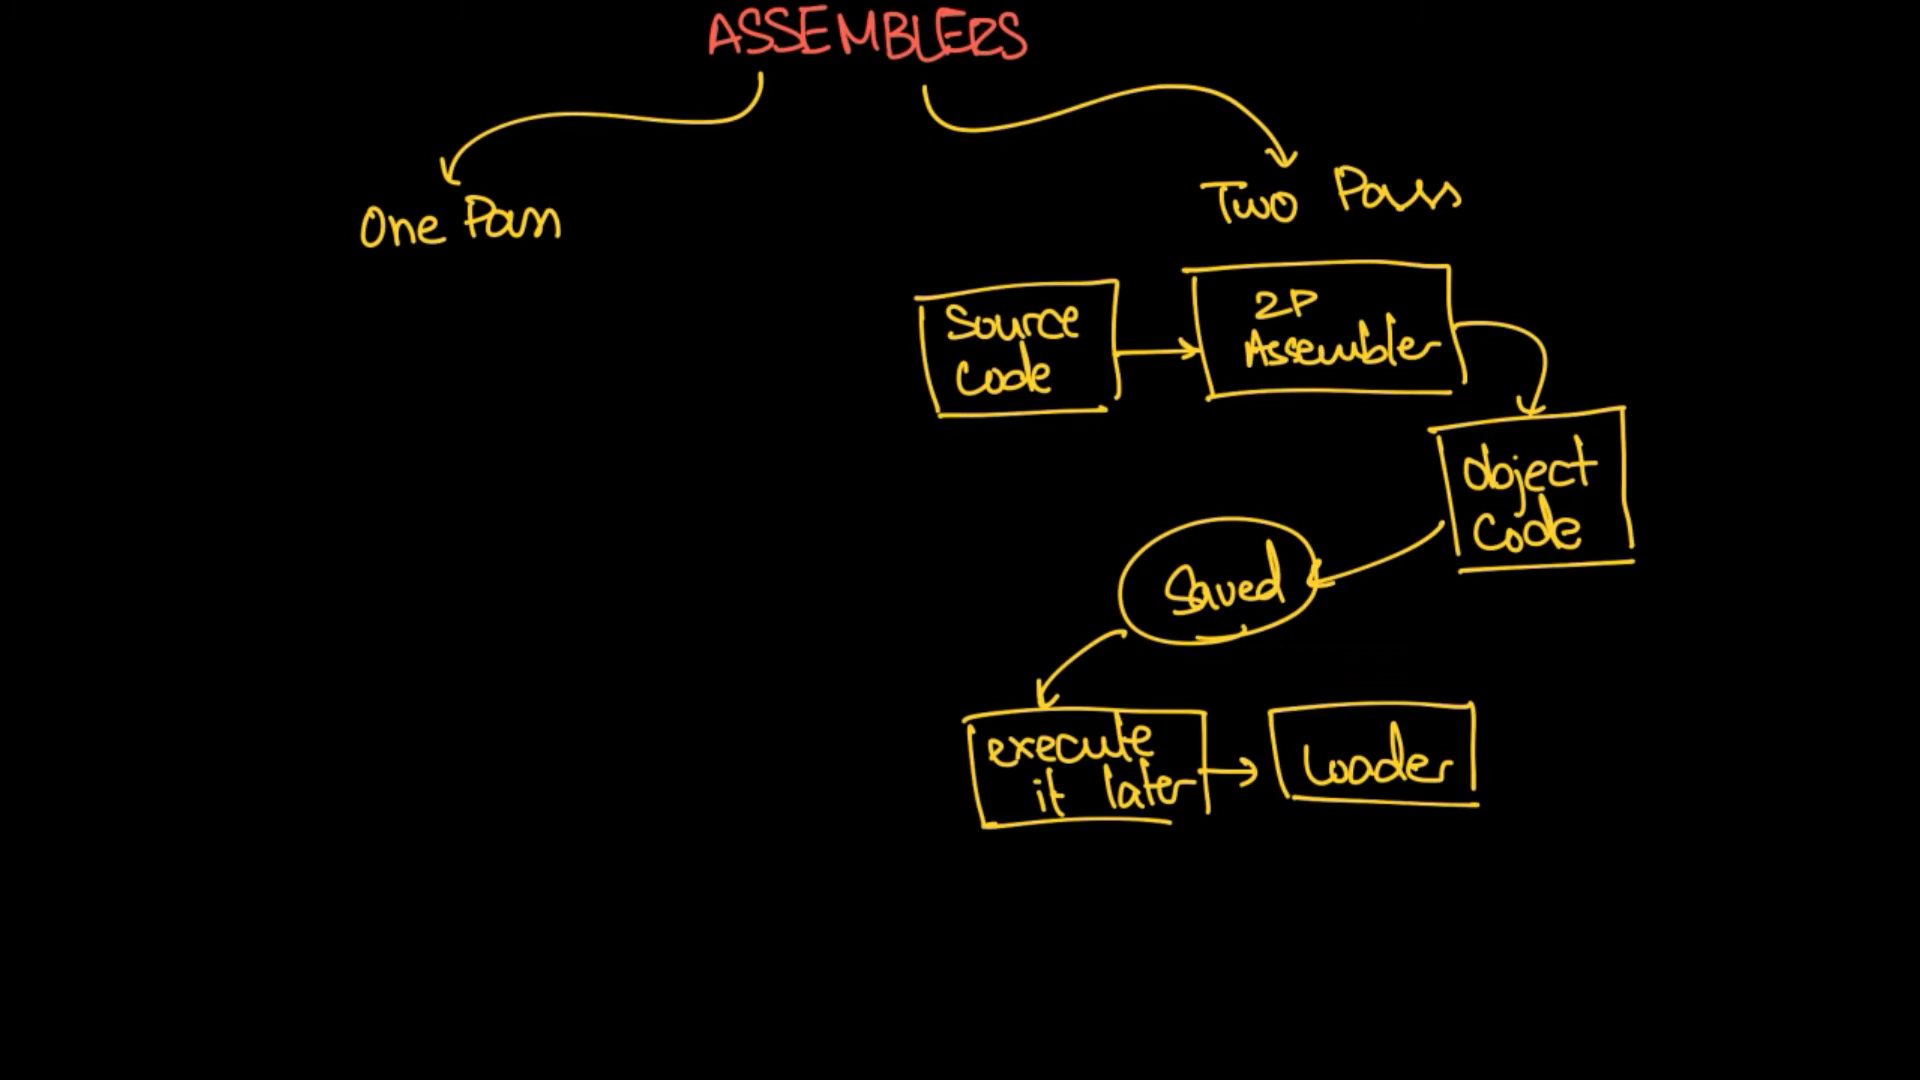 ASSEMBLERS
One Pass
Two Pass
Source
Code
2P
Assembler
Object
Code
Saved
execute
it later
Loader